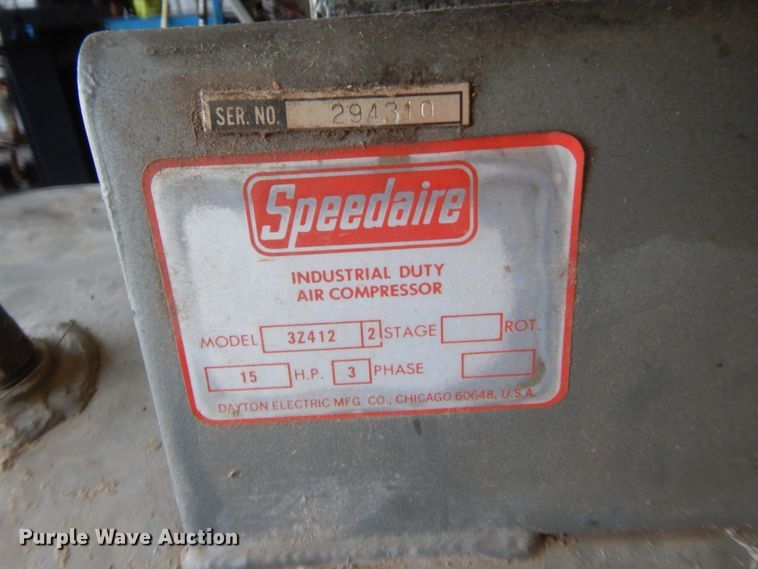 SER. NO. 294310
Speedaire
INDUSTRIAL DUTY
AIR COMPRESSOR
MODEL 3Z412 2 STAGE ROT.
15 H.P. 3 PHASE
DAYTON ELECTRIC MFG. CO., CHICAGO 60648, U.S.A.
Purple Wave Auction®